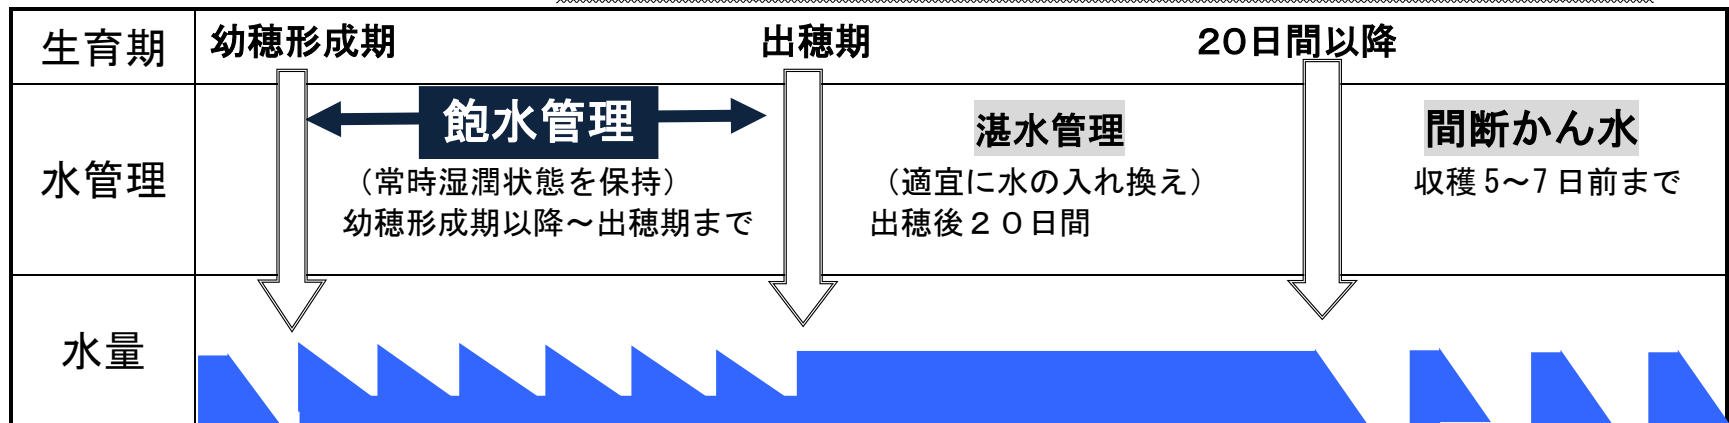 生育期
幼穂形成期
出穂期
20日間以降
水管理
飽水管理
（常時湿潤状態を保持）
幼穂形成期以降～出穂期まで
湛水管理
（適宜に水の入れ換え）
出穂後２０日間
間断かん水
収穫5～7日前まで
水量